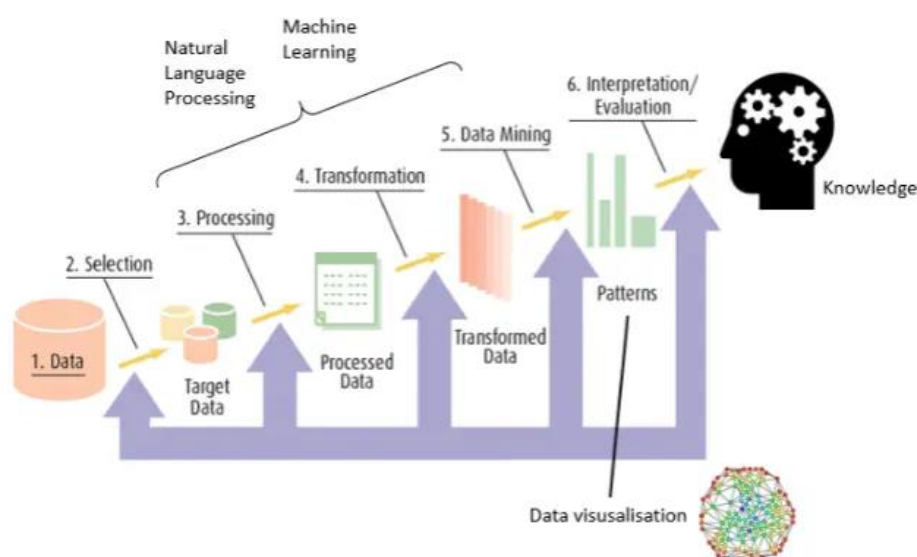 Natural
Language
Processing
Machine
Learning
6. Interpretation/
Evaluation
5. Data Mining
4. Transformation
3. Processing
2. Selection
1. Data
Target
Data
Processed
Data
Transformed
Data
Patterns
Knowledge
Data visusalisation